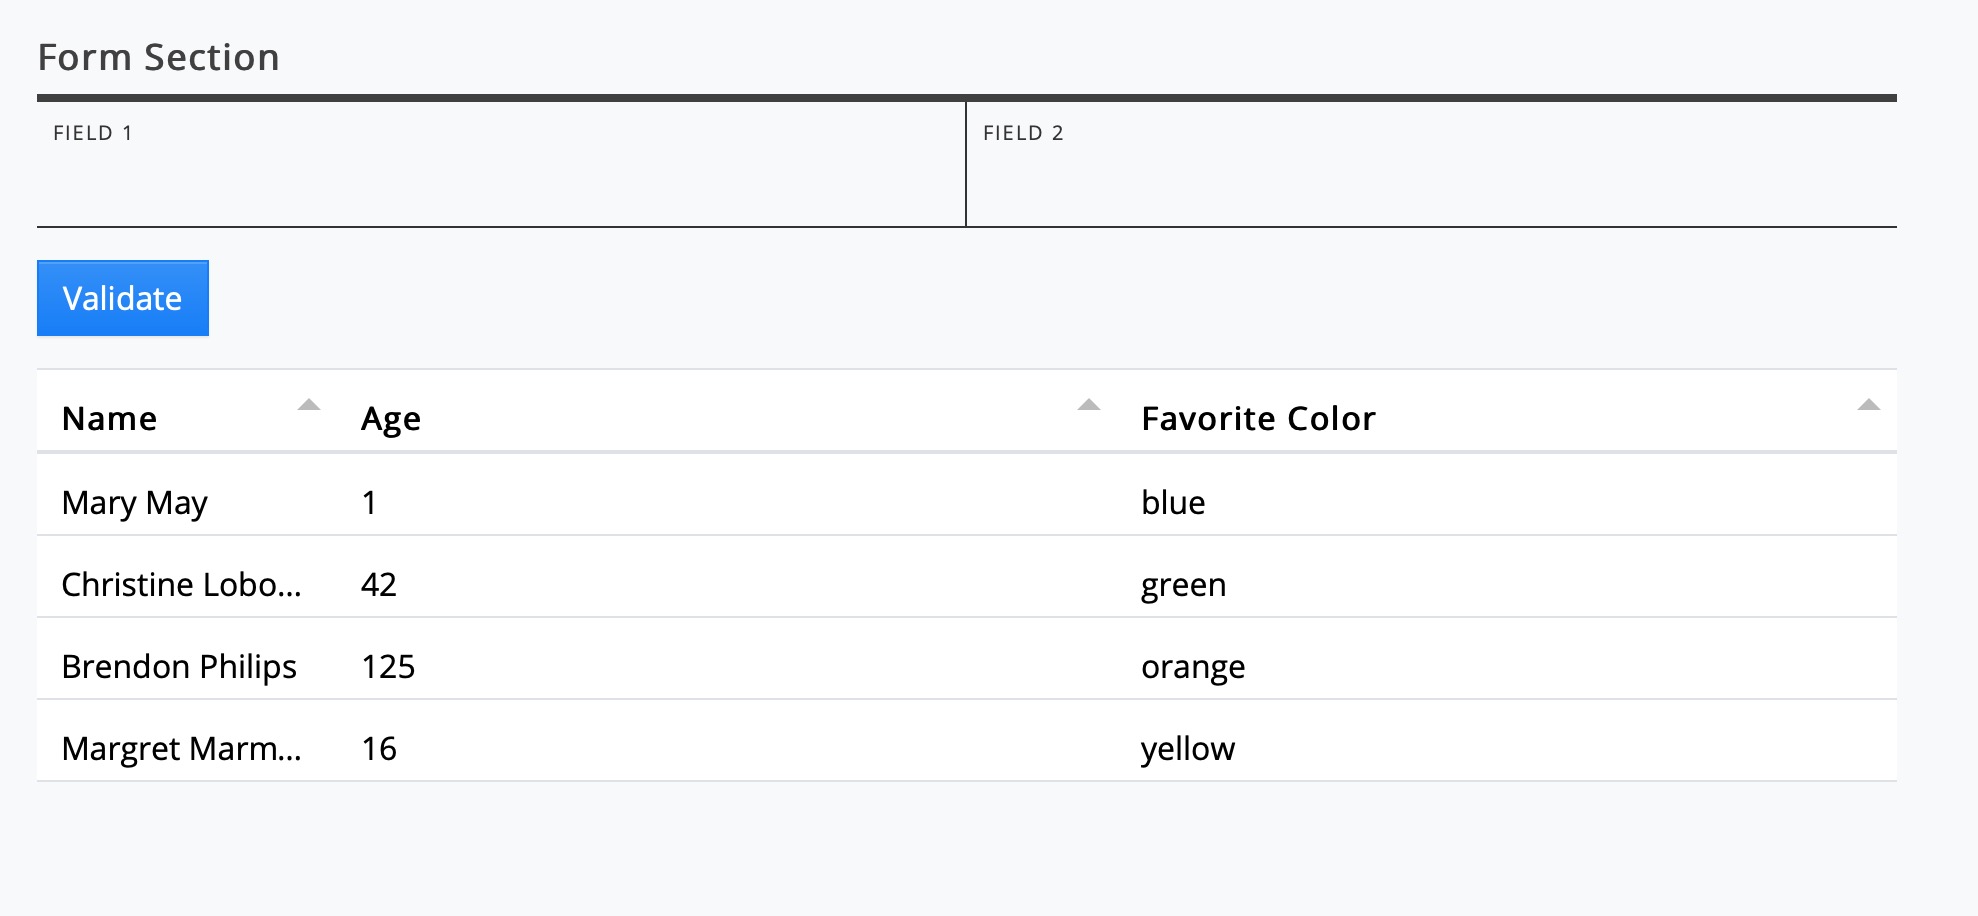 Form Section
FIELD 1 FIELD 2
Validate
Name Age Favorite Color
Mary May 1 blue
Christine Lobo... 42 green
Brendon Philips 125 orange
Margret Marm... 16 yellow